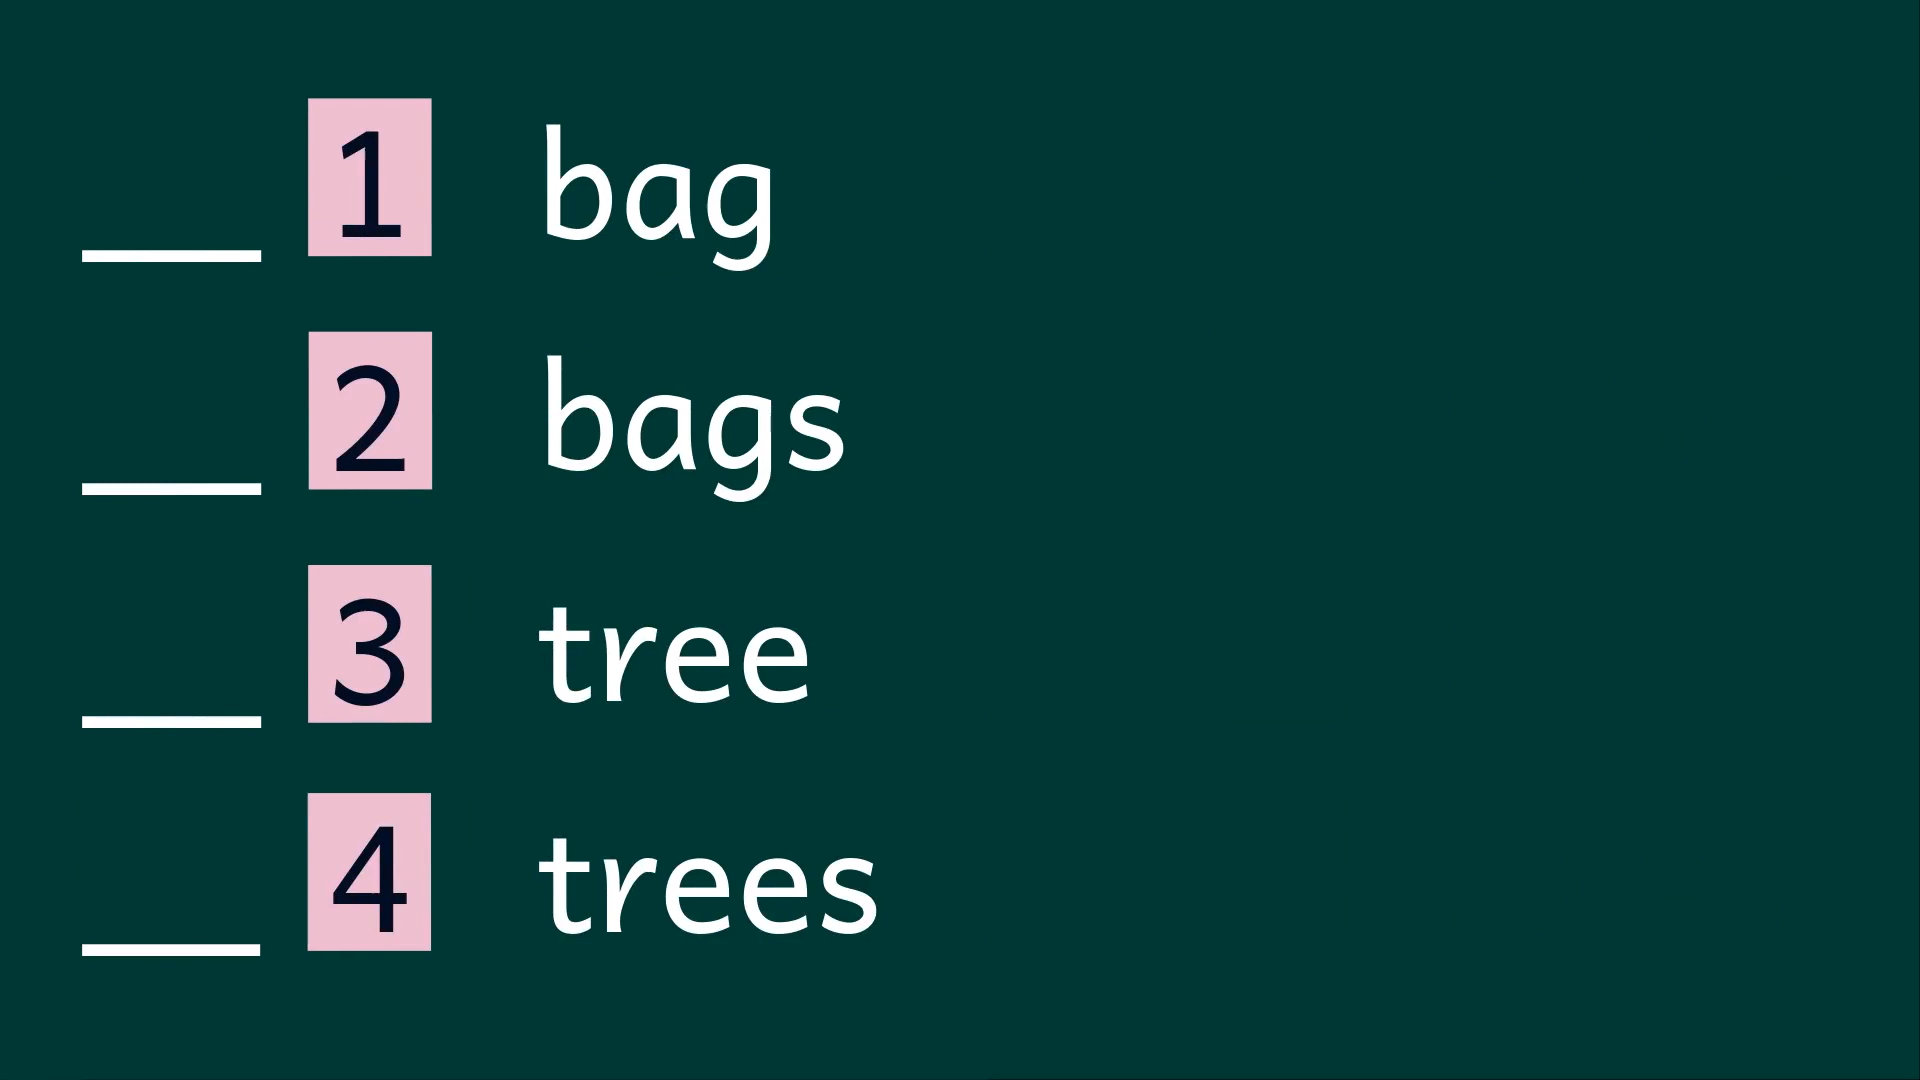 __ 1 bag
__ 2 bags
__ 3 tree
__ 4 trees